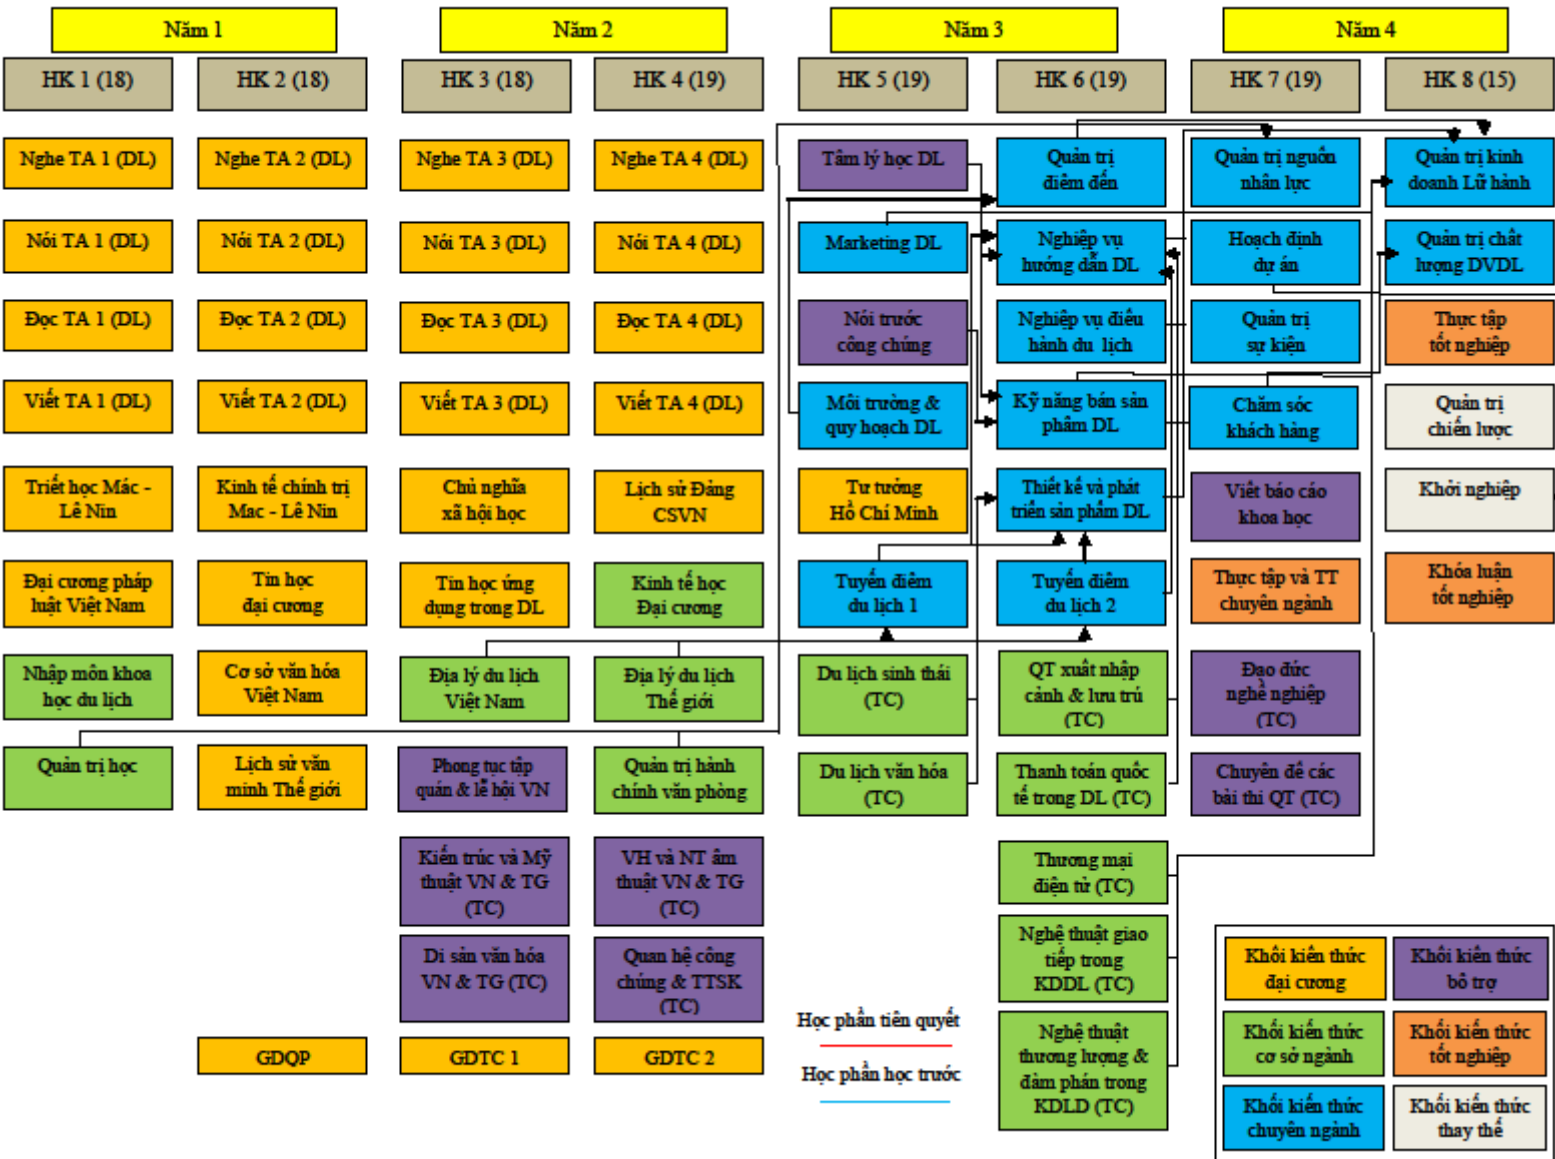 Năm 1
Năm 2
Năm 3
Năm 4
HK 1 (18)
HK 2 (18)
HK 3 (18)
HK 4 (19)
HK 5 (19)
HK 6 (19)
HK 7 (19)
HK 8 (15)
Nghe TA 1 (DL)
Nghe TA 2 (DL)
Nghe TA 3 (DL)
Nghe TA 4 (DL)
Tâm lý học DL
Quản trị
điểm đến
Quản trị nguồn
nhân lực
Quản trị kinh
doanh Lữ hành
Nói TA 1 (DL)
Nói TA 2 (DL)
Nói TA 3 (DL)
Nói TA 4 (DL)
Marketing DL
Nghiệp vụ
hướng dẫn DL
Hoạch định
dự án
Quản trị chất
lượng DVDL
Đọc TA 1 (DL)
Đọc TA 2 (DL)
Đọc TA 3 (DL)
Đọc TA 4 (DL)
Nói trước
công chúng
Nghiệp vụ điều
hành du lịch
Quản trị
sự kiện
Thực tập
tốt nghiệp
Viết TA 1 (DL)
Viết TA 2 (DL)
Viết TA 3 (DL)
Viết TA 4 (DL)
Môi trường &
quy hoạch DL
Kỹ năng bán sản
phẩm DL
Chăm sóc
khách hàng
Quản trị
chiến lược
Triết học Mác -
Lê Nin
Kinh tế chính trị
Mac - Lê Nin
Chủ nghĩa
xã hội học
Lịch sử Đảng
CSVN
Tư tưởng
Hồ Chí Minh
Thiết kế và phát
triển sản phẩm DL
Viết báo cáo
khoa học
Khởi nghiệp
Đại cương pháp
luật Việt Nam
Tin học
đại cương
Tin học ứng
dụng trong DL
Kinh tế học
Đại cương
Tuyến điểm
du lịch 1
Tuyến điểm
du lịch 2
Thực tập và TT
chuyên ngành
Khóa luận
tốt nghiệp
Nhập môn khoa
học du lịch
Cơ sở văn hóa
Việt Nam
Địa lý du lịch
Việt Nam
Địa lý du lịch
Thế giới
Du lịch sinh thái
(TC)
QT xuất nhập
cảnh & lưu trú
(TC)
Đạo đức
nghề nghiệp
(TC)
Quản trị học
Lịch sử văn
minh Thế giới
Phong tục tập
quán & lễ hội VN
Quản trị hành
chính văn phòng
Du lịch văn hóa
(TC)
Thanh toán quốc
tế trong DL (TC)
Chuyên đề các
bài thi QT (TC)
Kiến trúc và Mỹ
thuật VN & TG
(TC)
VH và NT ẩm
thuật VN & TG
(TC)
Thương mại
điện tử (TC)
Di sản văn hóa
VN & TG (TC)
Quan hệ công
chúng & TTSK
(TC)
Nghệ thuật giao
tiếp trong
KDDL (TC)
GDQP
GDTC 1
GDTC 2
Nghệ thuật
thương lượng &
đàm phán trong
KDLD (TC)
Học phần tiên quyết
Học phần học trước
Khối kiến thức
đại cương
Khối kiến thức
bổ trợ
Khối kiến thức
cơ sở ngành
Khối kiến thức
tốt nghiệp
Khối kiến thức
chuyên ngành
Khối kiến thức
thay thế